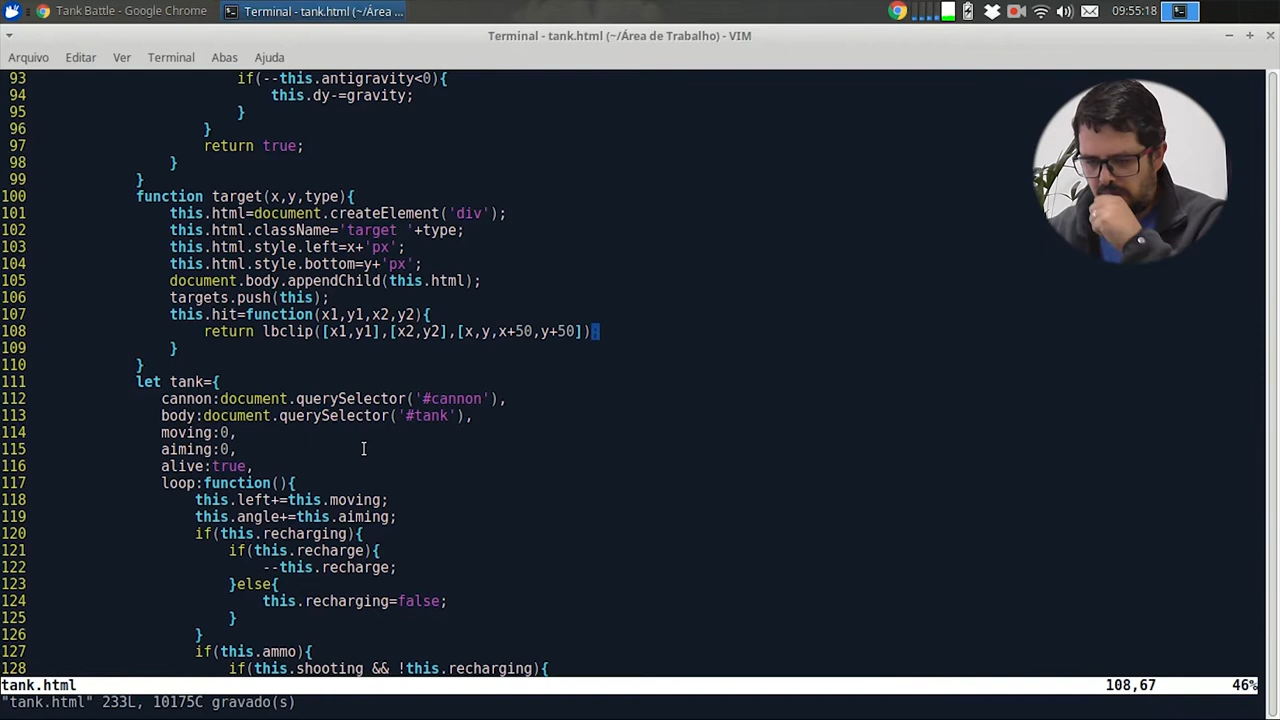 Tank Battle - Google Chrome
Terminal - tank.html (~/Área ...
09:55:18
Terminal - tank.html (~/Área de Trabalho) - VIM
Arquivo Editar Ver Terminal Abas Ajuda
93 if(--this.antigravity<0){
94 this.dy-=gravity;
95 }
96 }
97 return true;
98 }
99 }
100 function target(x,y,type){
101 this.html=document.createElement('div');
102 this.html.className='target '+type;
103 this.html.style.left=x+'px';
104 this.html.style.bottom=y+'px';
105 document.body.appendChild(this.html);
106 targets.push(this);
107 this.hit=function(x1,y1,x2,y2){
108 return lbclip([x1,y1],[x2,y2],[x,y,x+50,y+50]);
109 }
110 }
111 let tank={
112 cannon:document.querySelector('#cannon'),
113 body:document.querySelector('#tank'),
114 moving:0,
115 aiming:0,
116 alive:true,
117 loop:function(){
118 this.left+=this.moving;
119 this.angle+=this.aiming;
120 if(this.recharging){
121 if(this.recharge){
122 --this.recharge;
123 }else{
124 this.recharging=false;
125 }
126 }
127 if(this.ammo){
128 if(this.shooting && !this.recharging){
tank.html 108,67 46%
"tank.html" 233L, 10175C gravado(s)